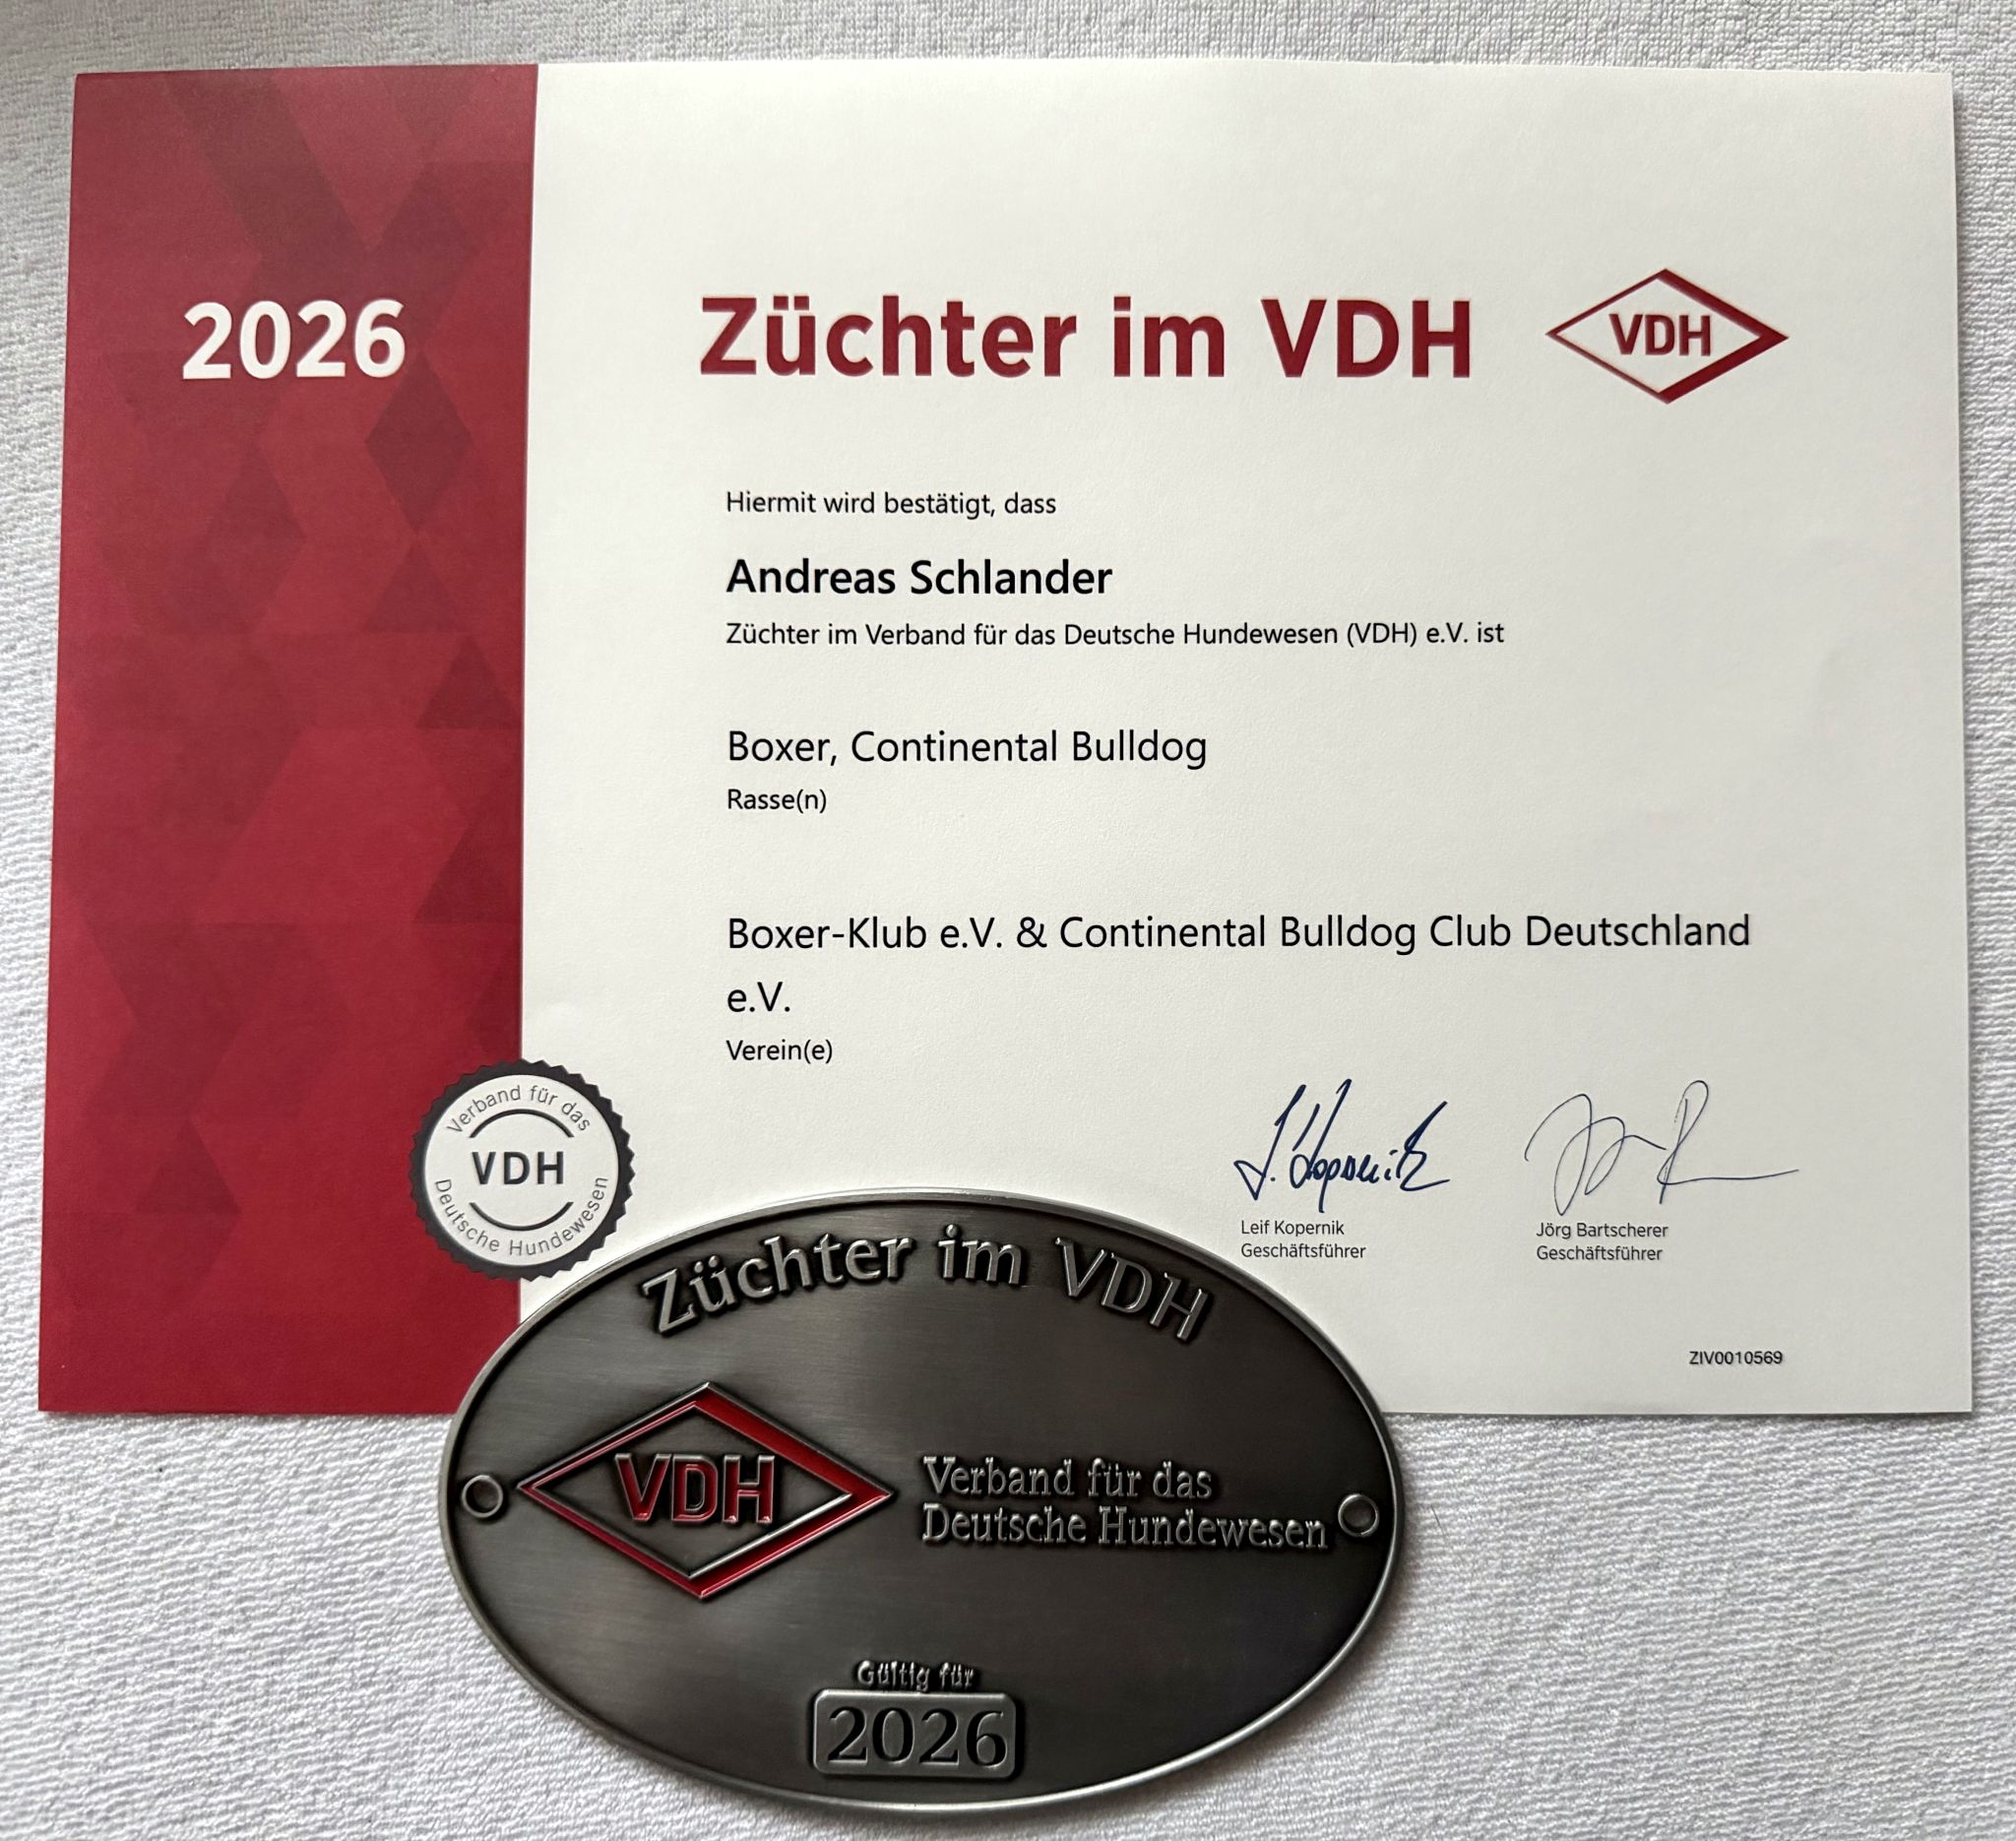 2026
Züchter im VDH
VDH
Hiermit wird bestätigt, dass
Andreas Schlander
Züchter im Verband für das Deutsche Hundewesen (VDH) e.V. ist
Boxer, Continental Bulldog
Rasse(n)
Boxer-Klub e.V. & Continental Bulldog Club Deutschland
e.V.
Verein(e)
Verband für das
VDH
Deutsche Hundewesen
L. Kopernik
Leif Kopernik
Geschäftsführer
Jörg Bartscherer
Geschäftsführer
ZIV0010569
Züchter im VDH
VDH
Verband für das
Deutsche Hundewesen
Gültig für
2026